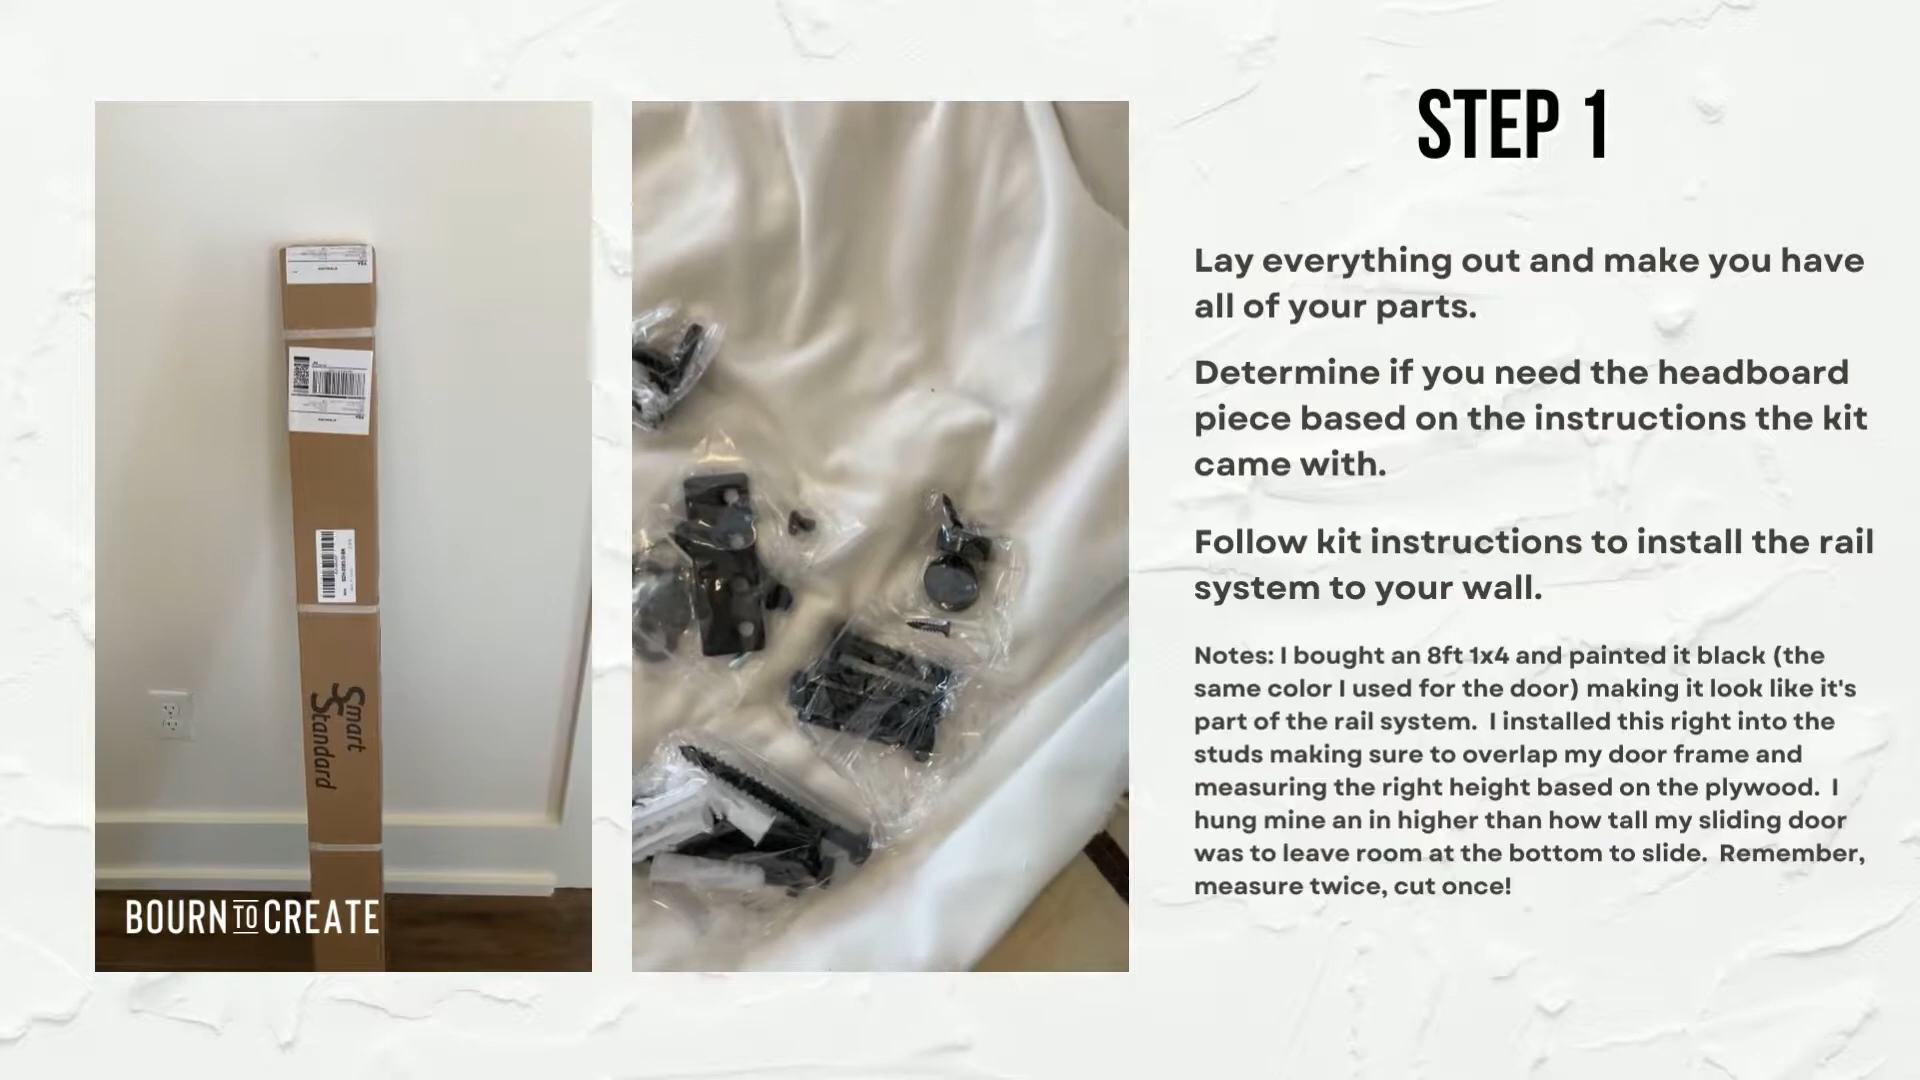 STEP 1
Lay everything out and make you have
all of your parts.
Determine if you need the headboard
piece based on the instructions the kit
came with.
Follow kit instructions to install the rail
system to your wall.
Notes: I bought an 8ft 1x4 and painted it black (the
same color I used for the door) making it look like it's
part of the rail system. I installed this right into the
studs making sure to overlap my door frame and
measuring the right height based on the plywood. I
hung mine an in higher than how tall my sliding door
was to leave room at the bottom to slide. Remember,
measure twice, cut once!
Smart
Standard
BOURN TO CREATE